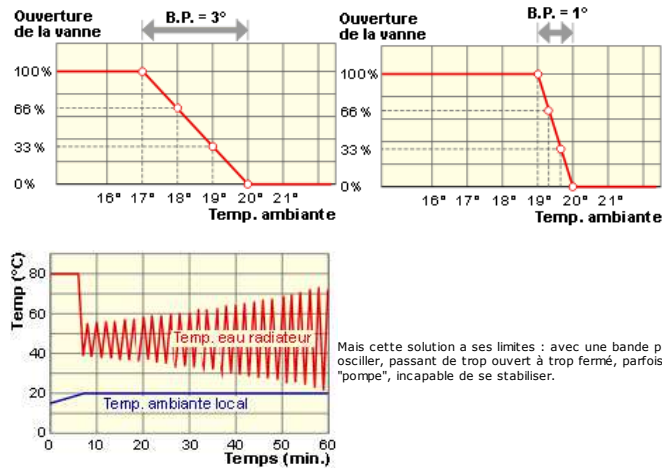 Ouverture
de la vanne
B.P. = 3°
100%
66%
33%
0%
16° 17° 18° 19° 20° 21°
Temp. ambiante
Ouverture
de la vanne
B.P. = 1°
100%
66%
33%
0%
16° 17° 18° 19° 20° 21°
Temp. ambiante
Temp (°C)
80
60
40
20
0
Temp. eau radiateur
Temp. ambiante local
0 10 20 30 40 50 60
Temps (min.)
Mais cette solution a ses limites : avec une bande p
osciller, passant de trop ouvert à trop fermé, parfois
"pompe", incapable de se stabiliser.